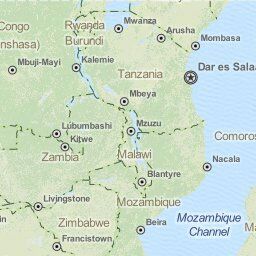 Congo
Rwanda
Mwanza
(nshasa)
Burundi
Arusha
Mombasa
Mbuji-Mayi
Kalemie
Tanzania
Dar es Salaa
Mbeya
Lubumbashi
Mzuzu
Comoros
Kitwe
Zambia
Malawi
Nacala
Blantyre
Livingstone
Mozambique
Zimbabwe
Beira
Mozambique
Channel
Francistown